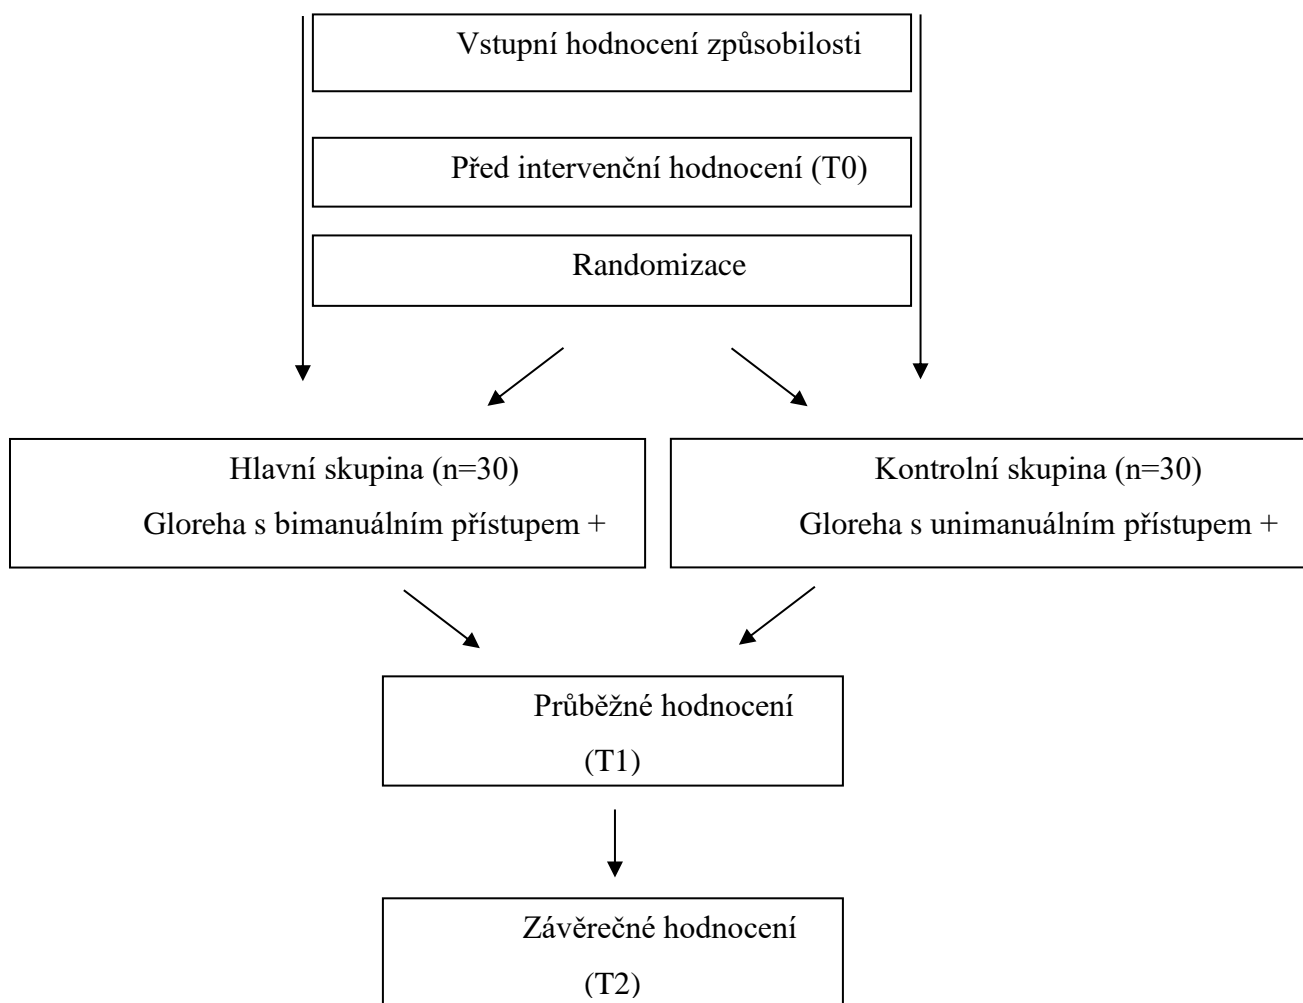 Vstupní hodnocení způsobilosti
Před intervenční hodnocení (T0)
Randomizace
Hlavní skupina (n=30)
Gloreha s bimanuálním přístupem +
Kontrolní skupina (n=30)
Gloreha s unimanuálním přístupem +
Průběžné hodnocení
(T1)
Závěrečné hodnocení
(T2)